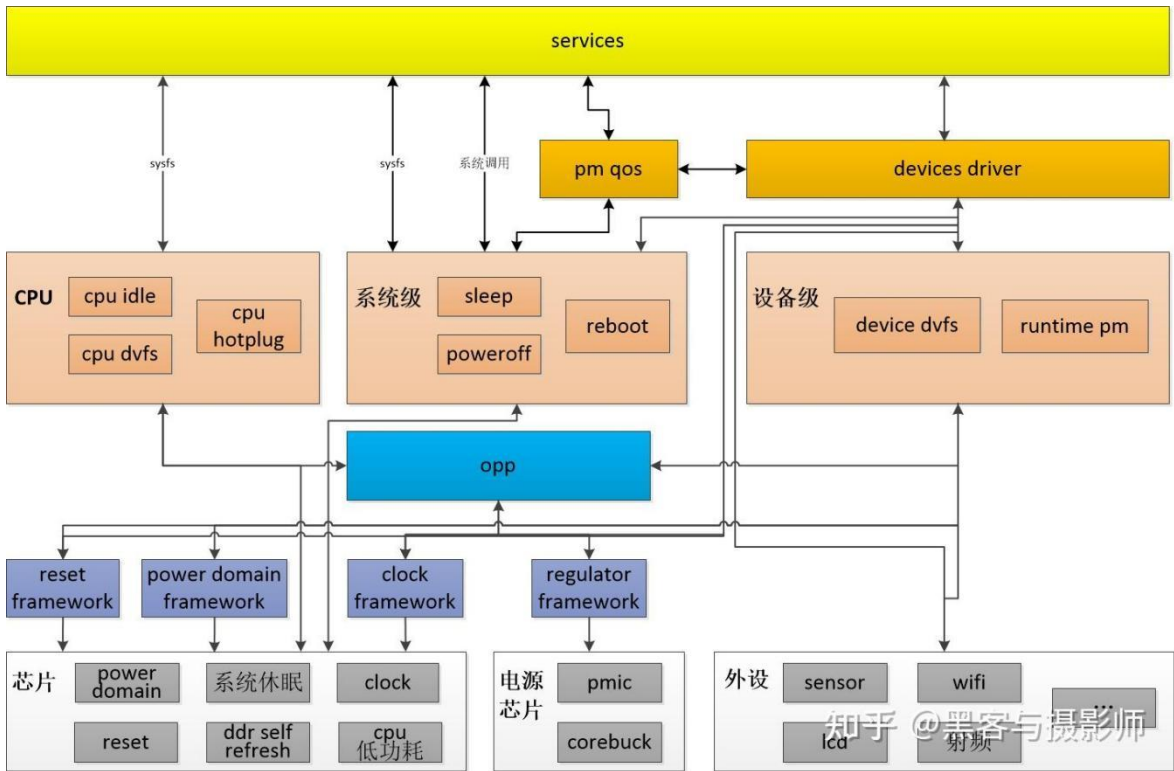 services
sysfs
sysfs
系统调用
pm qos
devices driver
CPU
cpu idle
cpu
hotplug
cpu dvfs
系统级
sleep
reboot
poweroff
设备级
device dvfs
runtime pm
opp
reset
framework
power domain
framework
clock
framework
regulator
framework
芯片
power
domain
系统休眠
clock
reset
ddr self
refresh
cpu
低功耗
电源
芯片
pmic
corebuck
外设
sensor
wifi
...
lcd
射频
知乎 @黑客与摄影师